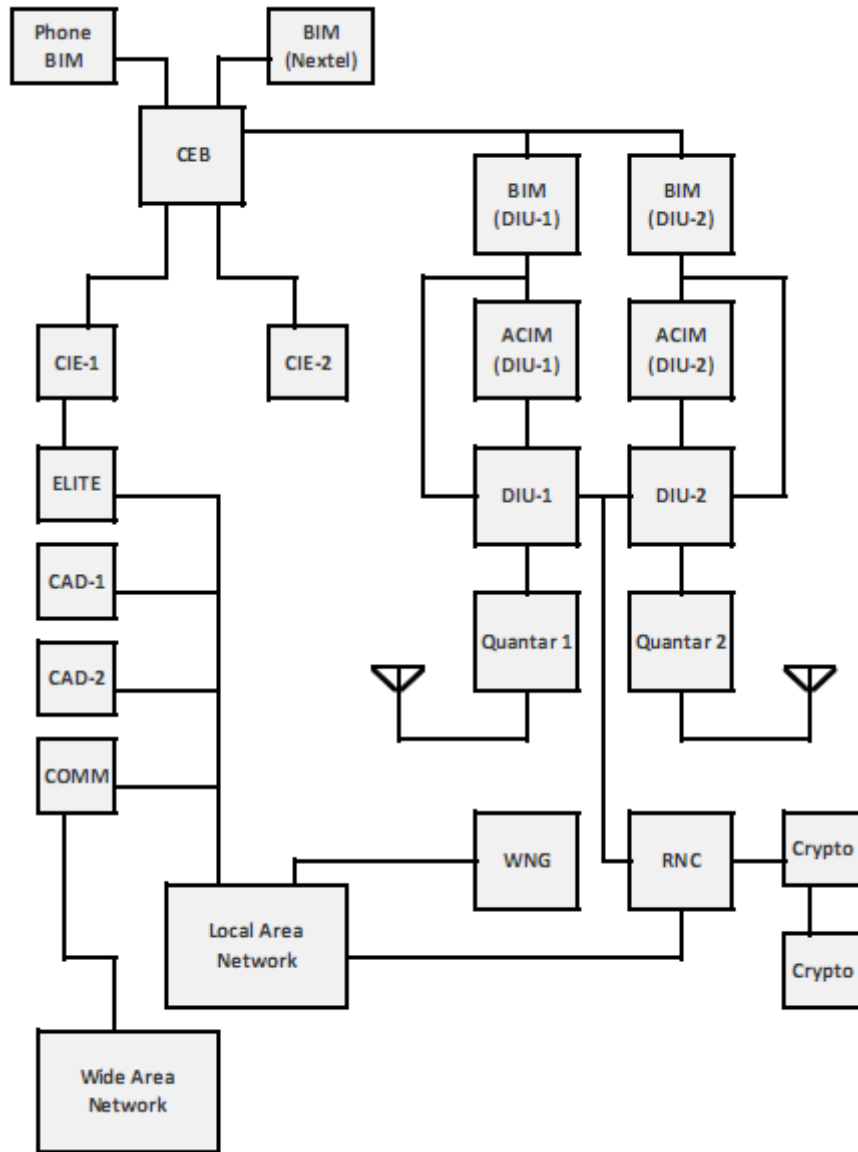 Phone
BIM
BIM
(Nextel)
CEB
BIM
(DIU-1)
BIM
(DIU-2)
CIE-1
CIE-2
ACIM
(DIU-1)
ACIM
(DIU-2)
ELITE
DIU-1
DIU-2
CAD-1
Quantar 1
Quantar 2
CAD-2
COMM
WNG
RNC
Crypto
Local Area
Network
Crypto
Wide Area
Network